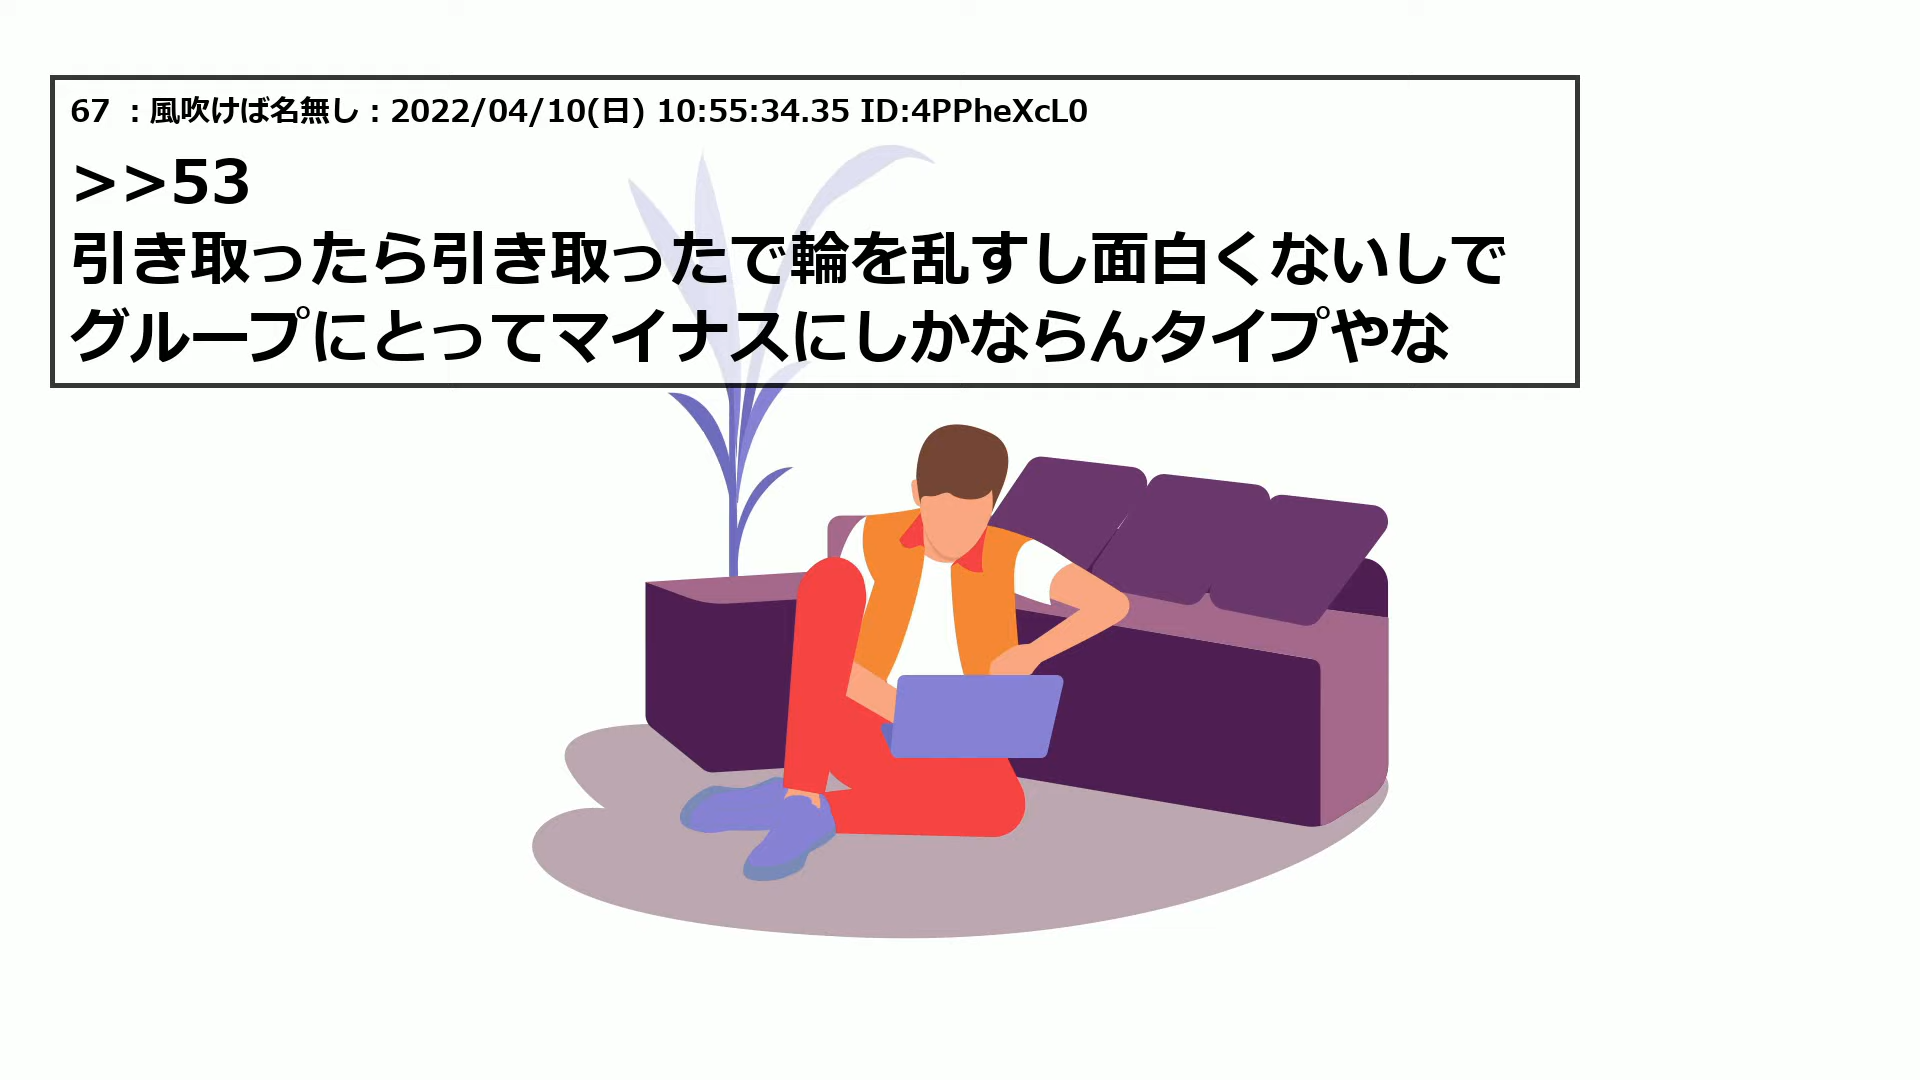 67 ：風吹けば名無し：2022/04/10(日) 10:55:34.35 ID:4PPheXcL0
>>53
引き取ったら引き取ったで輪を乱すし面白くないしで
グループにとってマイナスにしかならんタイプやな